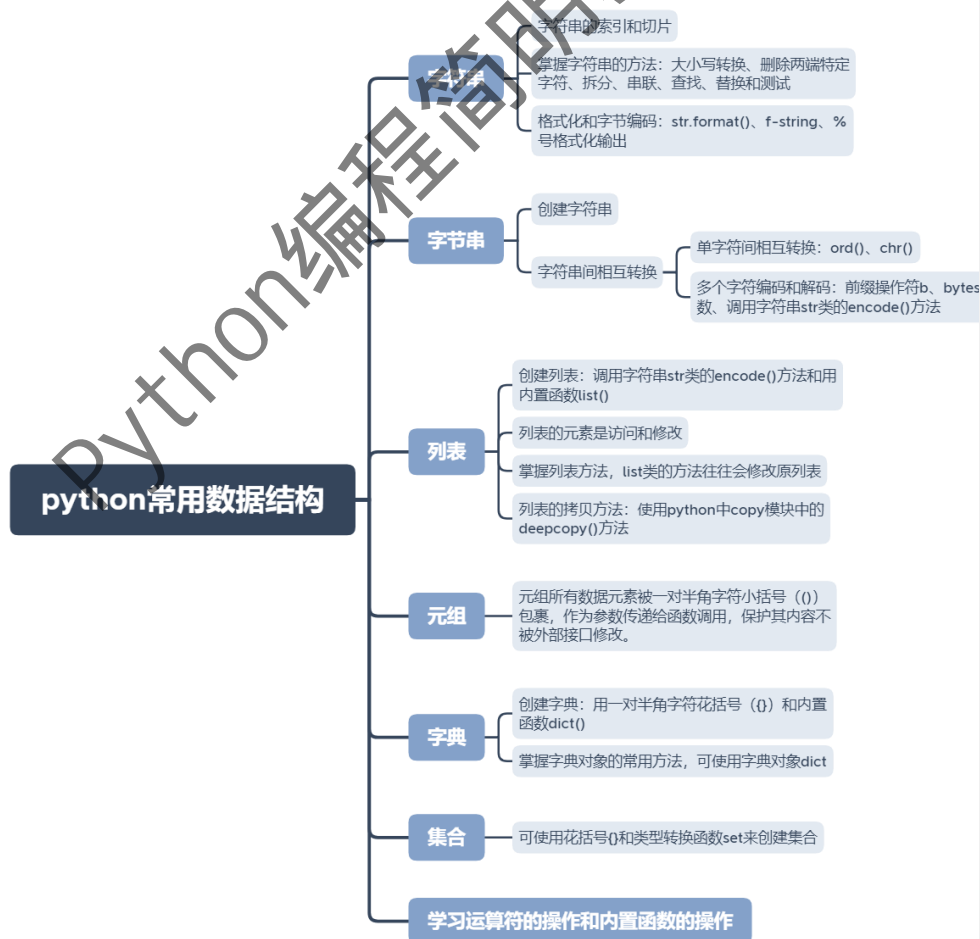 Python编程简明
字符串的索引和切片
字符串
掌握字符串的方法：大小写转换、删除两端特定
字符、拆分、串联、查找、替换和测试
格式化和字节编码：str.format()、f-string、%
号格式化输出
字节串
创建字符串
字符串间相互转换
单字符间相互转换：ord()、chr()
多个字符编码和解码：前缀操作符b、bytes
数、调用字符串str类的encode()方法
创建列表：调用字符串str类的encode()方法和用
内置函数list()
列表
列表的元素是访问和修改
掌握列表方法，list类的方法往往会修改原列表
列表的拷贝方法：使用python中copy模块中的
deepcopy()方法
python常用数据结构
元组
元组所有数据元素被一对半角字符小括号（()）
包裹，作为参数传递给函数调用，保护其内容不
被外部接口修改。
字典
创建字典：用一对半角字符花括号（{}）和内置
函数dict()
掌握字典对象的常用方法，可使用字典对象dict
集合
可使用花括号{}和类型转换函数set来创建集合
学习运算符的操作和内置函数的操作